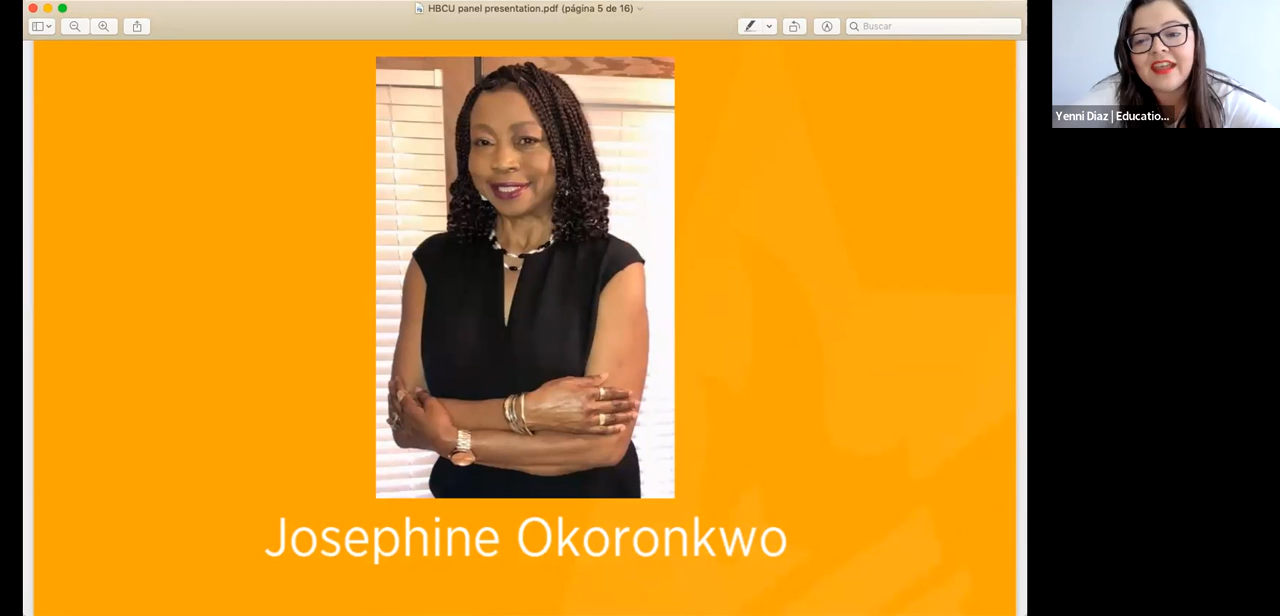 HBCU panel presentation.pdf (página 5 de 16)
Buscar
Yenni Diaz | Educatio...
Josephine Okoronkwo